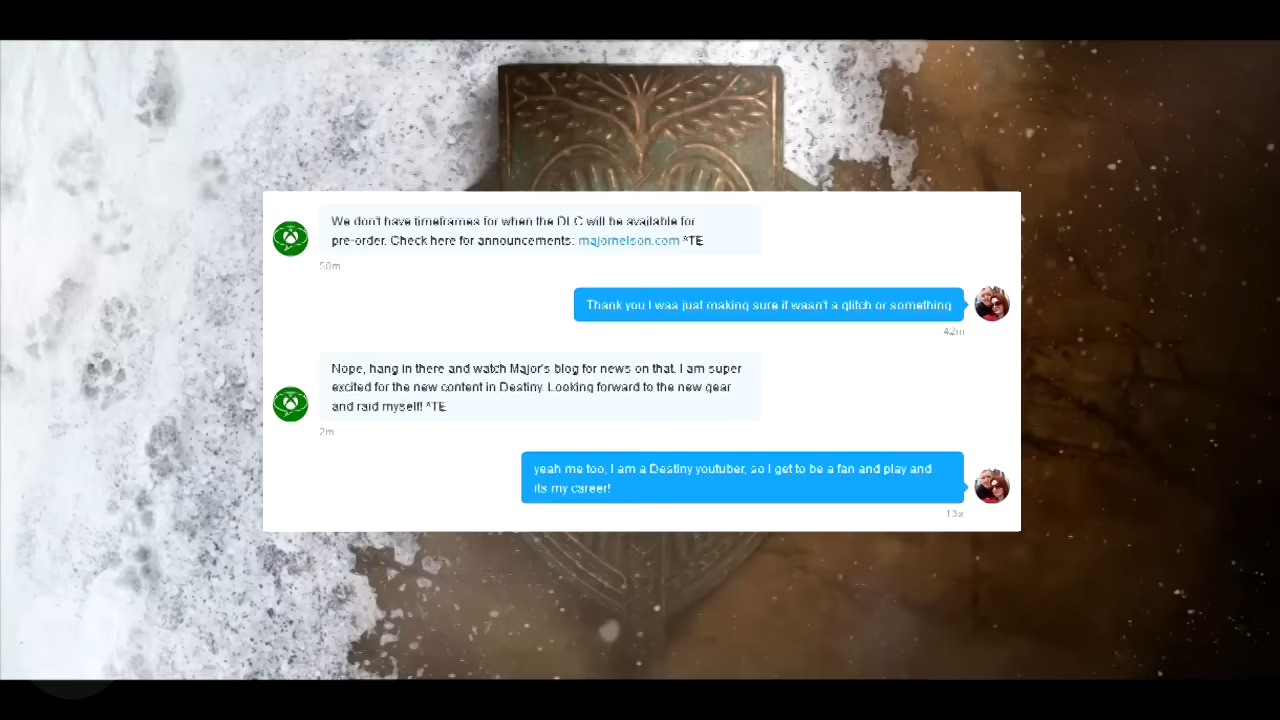 We don't have timeframes for when the DLC will be available for
pre-order. Check here for announcements: majornelson.com ^TE
50m
Thank you I was just making sure it wasn't a glitch or something
42m
Nope, hang in there and watch Major's blog for news on that. I am super
excited for the new content in Destiny. Looking forward to the new gear
and raid myself! ^TE
2m
yeah me too, I am a Destiny youtuber, so I get to be a fan and play and
its my career!
13s